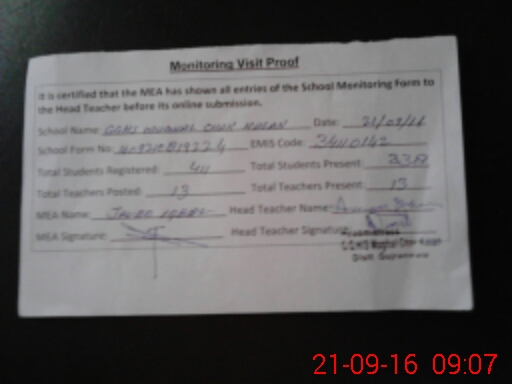 Monitoring Visit Proof
It is certified that the MEA has shown all entries of the School Monitoring Form to
the Head Teacher before its online submission.
School Name: GGHS Date: 21/09/16
School Form No: EMIS Code: 34110142
Total Students Registered: 411 Total Students Present:
Total Teachers Posted: 13 Total Teachers Present: 13
MEA Name: Head Teacher Name:
MEA Signature: Head Teacher Signature:
21-09-16 09:07